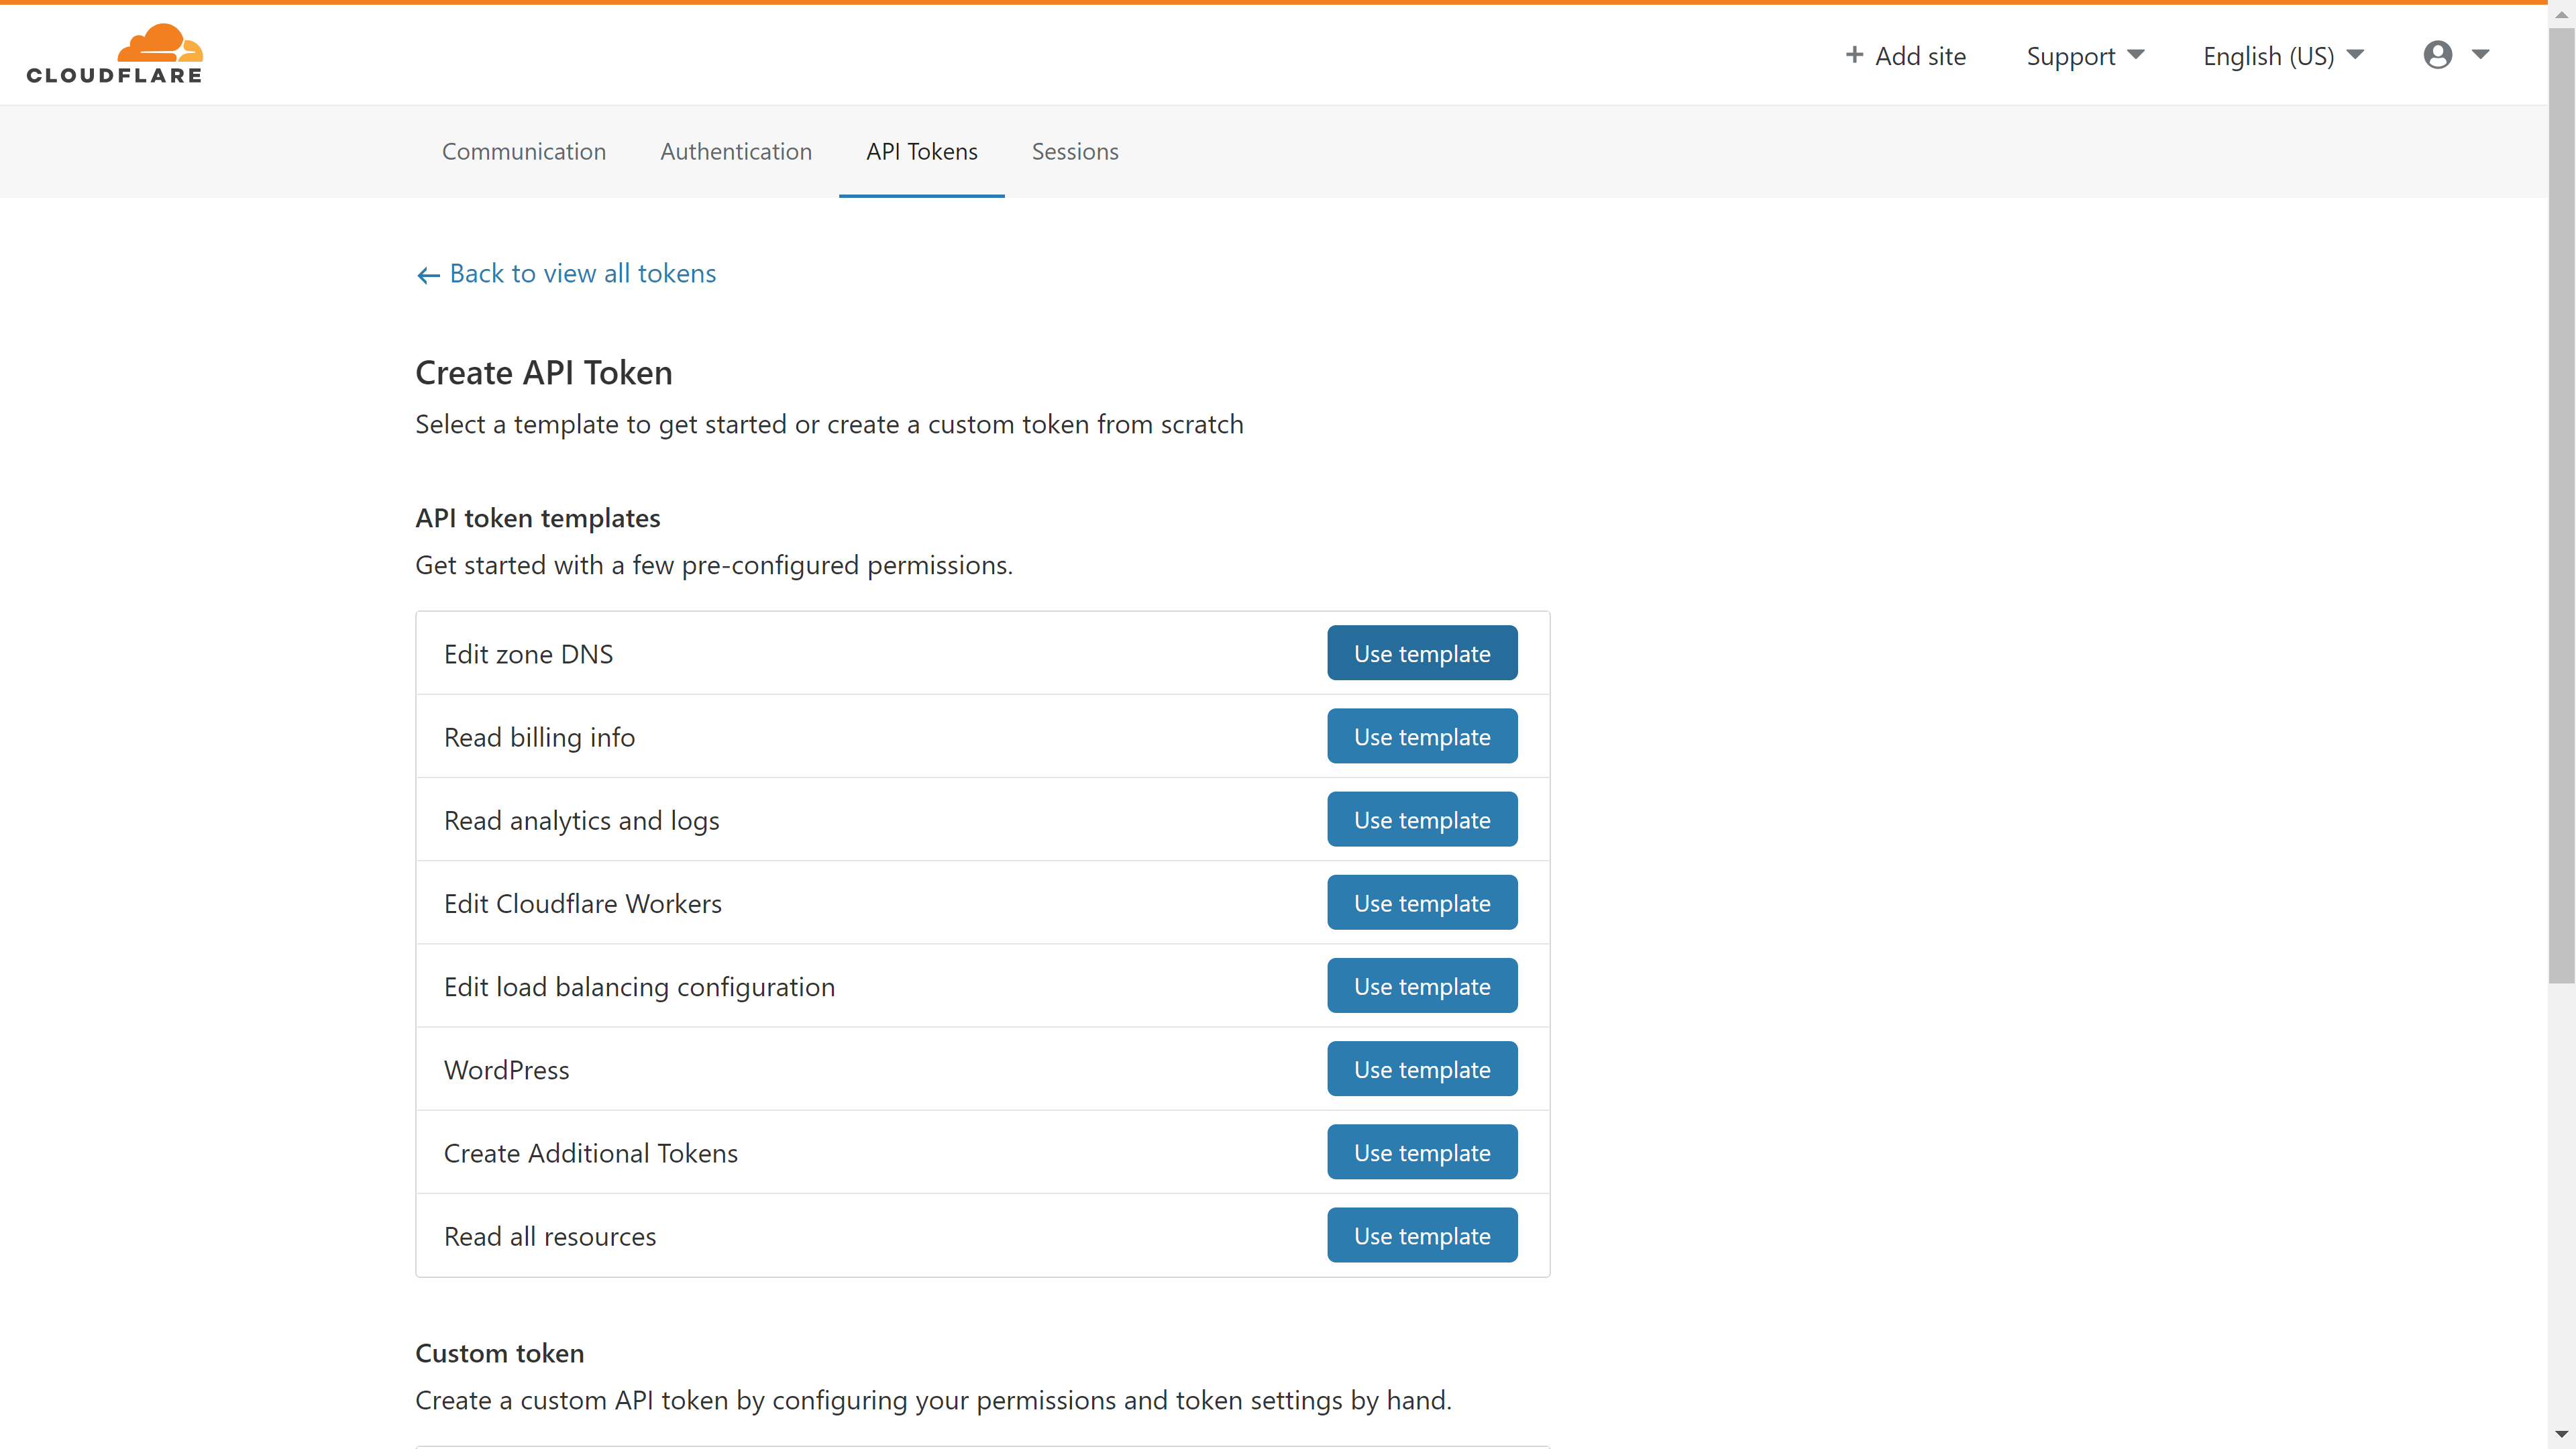 CLOUDFLARE
Add site
Support
English (US)
Communication
Authentication
API Tokens
Sessions
Back to view all tokens
Create API Token
Select a template to get started or create a custom token from scratch
API token templates
Get started with a few pre-configured permissions.
Edit zone DNS
Use template
Read billing info
Use template
Read analytics and logs
Use template
Edit Cloudflare Workers
Use template
Edit load balancing configuration
Use template
WordPress
Use template
Create Additional Tokens
Use template
Read all resources
Use template
Custom token
Create a custom API token by configuring your permissions and token settings by hand.